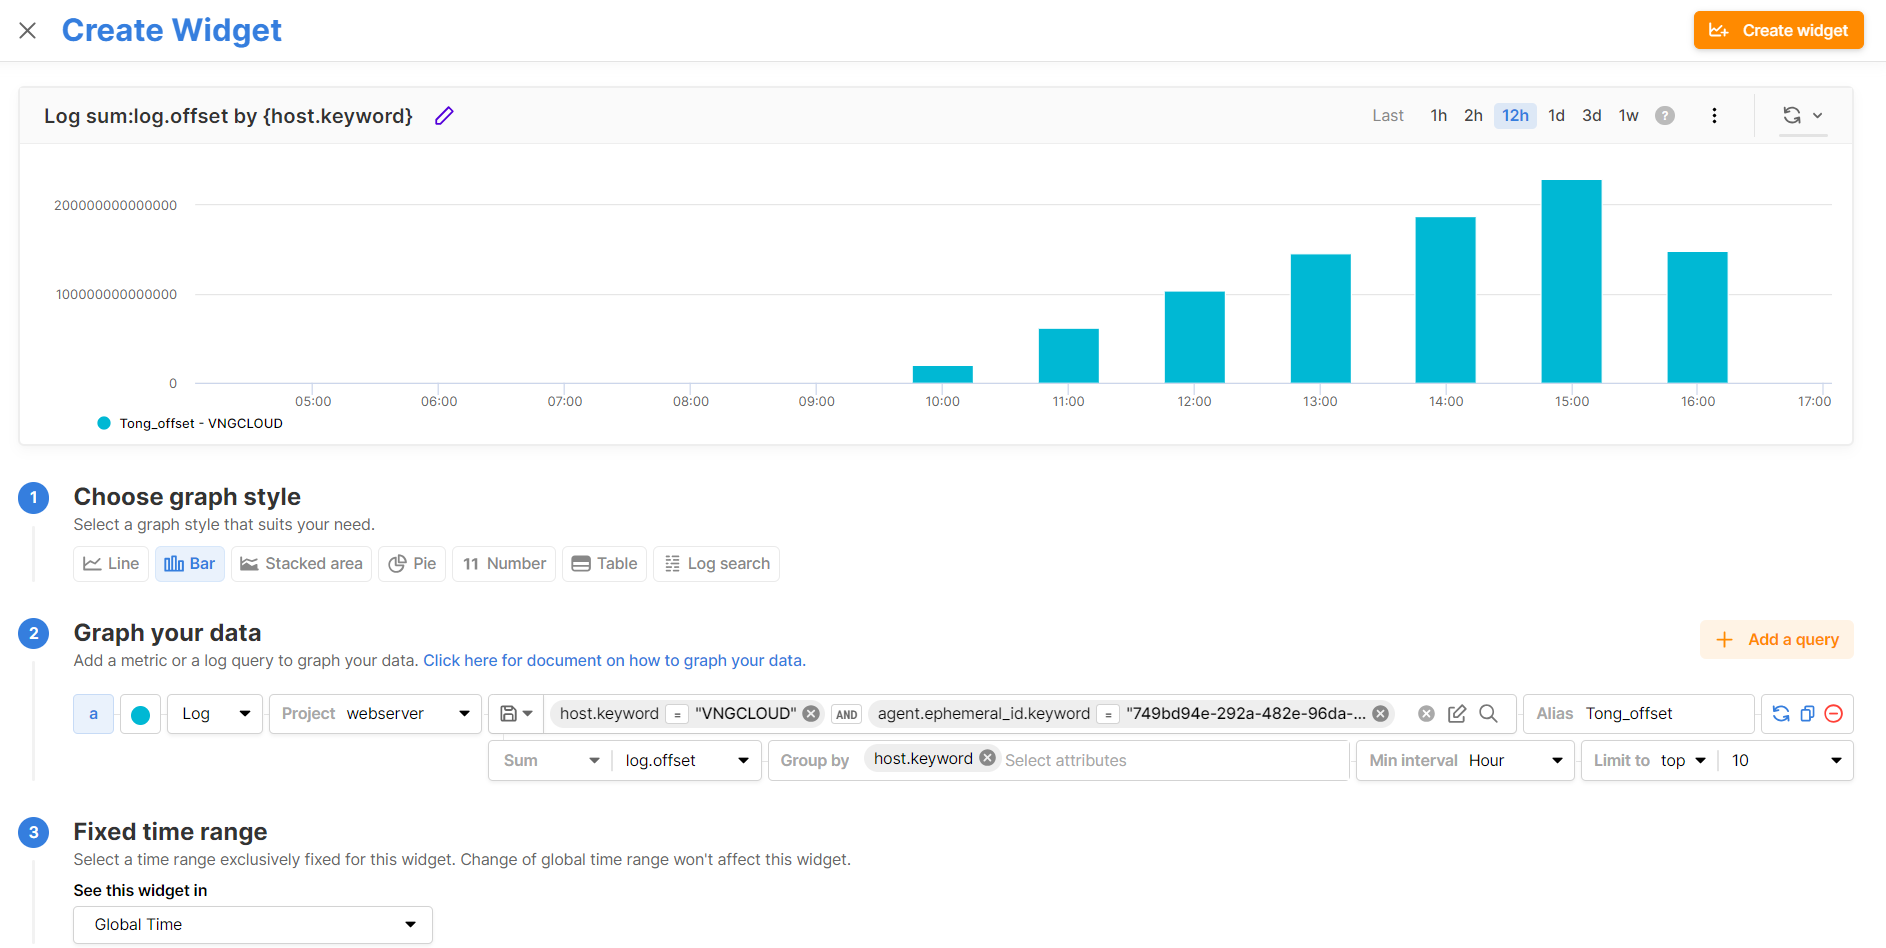 Create Widget
Create widget
Log sum:log.offset by {host.keyword}
Last 1h 2h 12h 1d 3d 1w ?
200000000000000
100000000000000
0
05:00 06:00 07:00 08:00 09:00 10:00 11:00 12:00 13:00 14:00 15:00 16:00 17:00
Tong_offset - VNGCLOUD
1 Choose graph style
Select a graph style that suits your need.
Line Bar Stacked area Pie 11 Number Table Log search
2 Graph your data
Add a query
Add a metric or a log query to graph your data. Click here for document on how to graph your data.
a Log Project webserver host.keyword = "VNGCLOUD" AND agent.ephemeral_id.keyword = "749bd94e-292a-482e-96da-... Alias Tong_offset
Sum log.offset Group by host.keyword Select attributes Min interval Hour Limit to top 10
3 Fixed time range
Select a time range exclusively fixed for this widget. Change of global time range won't affect this widget.
See this widget in
Global Time